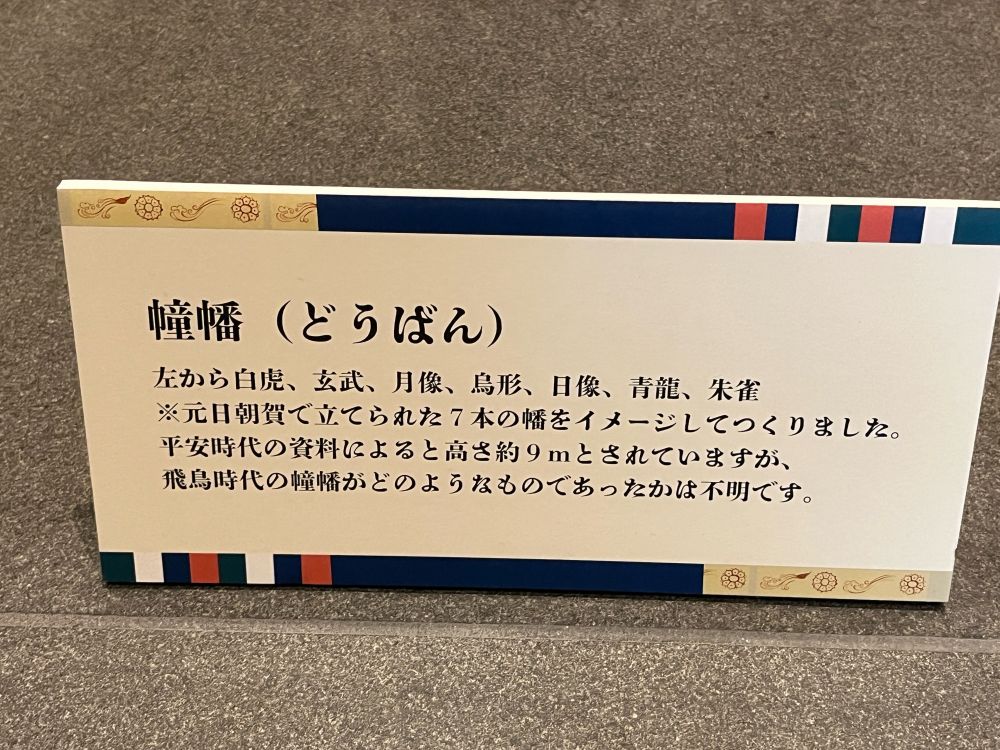 幢幡（どうばん）
左から白虎、玄武、月像、烏形、日像、青龍、朱雀
※元日朝賀で立てられた７本の幡をイメージしてつくりました。
平安時代の資料によると高さ約９ｍとされていますが、
飛鳥時代の幢幡がどのようなものであったかは不明です。